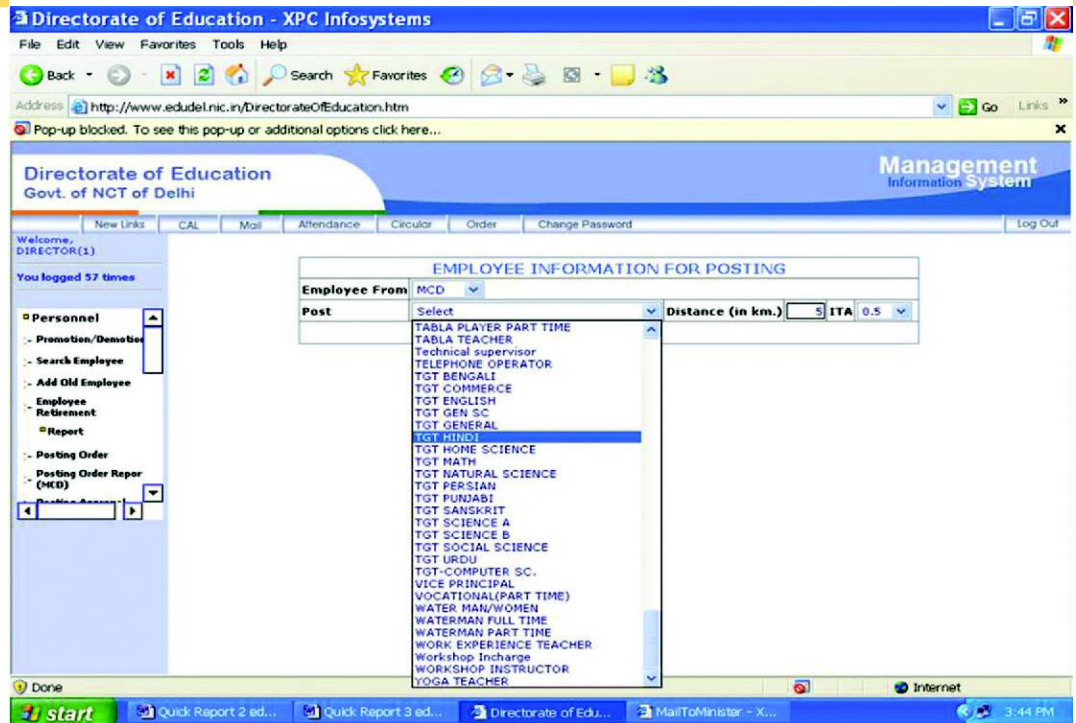 Directorate of Education - XPC Infosystems
File Edit View Favorites Tools Help
Back Search Favorites
Address http://www.edudel.nic.in/DirectorateOfEducation.htm Go Links »
Pop-up blocked. To see this pop-up or additional options click here... x
Directorate of Education
Govt. of NCT of Delhi
Management
Information System
New Links CAL Mail Attendance Circular Order Change Password Log Out
Welcome,
DIRECTOR(1)
You logged 57 times
Personnel
Promotion/Demotion
Search Employee
Add Old Employee
Employee
Retirement
Report
Posting Order
Posting Order Repor
(MCD)
EMPLOYEE INFORMATION FOR POSTING
Employee From MCD
Post Select Distance (in km.) 5 ITA 0.5
TABLA PLAYER PART TIME
TABLA TEACHER
Technical supervisor
TELEPHONE OPERATOR
TGT BENGALI
TGT COMMERCE
TGT ENGLISH
TGT GEN SC
TGT GENERAL
TGT HINDI
TGT HOME SCIENCE
TGT MATH
TGT NATURAL SCIENCE
TGT PERSIAN
TGT PUNJABI
TGT SANSKRIT
TGT SCIENCE A
TGT SCIENCE B
TGT SOCIAL SCIENCE
TGT URDU
TGT-COMPUTER SC.
VICE PRINCIPAL
VOCATIONAL(PART TIME)
WATER MAN/WOMEN
WATERMAN FULL TIME
WATERMAN PART TIME
WORK EXPERIENCE TEACHER
Workshop Incharge
WORKSHOP INSTRUCTOR
YOGA TEACHER
Done Internet
start Quick Report 2 ed... Quick Report 3 ed... Directorate of Edu... MailToMinister - X... 3:44 PM